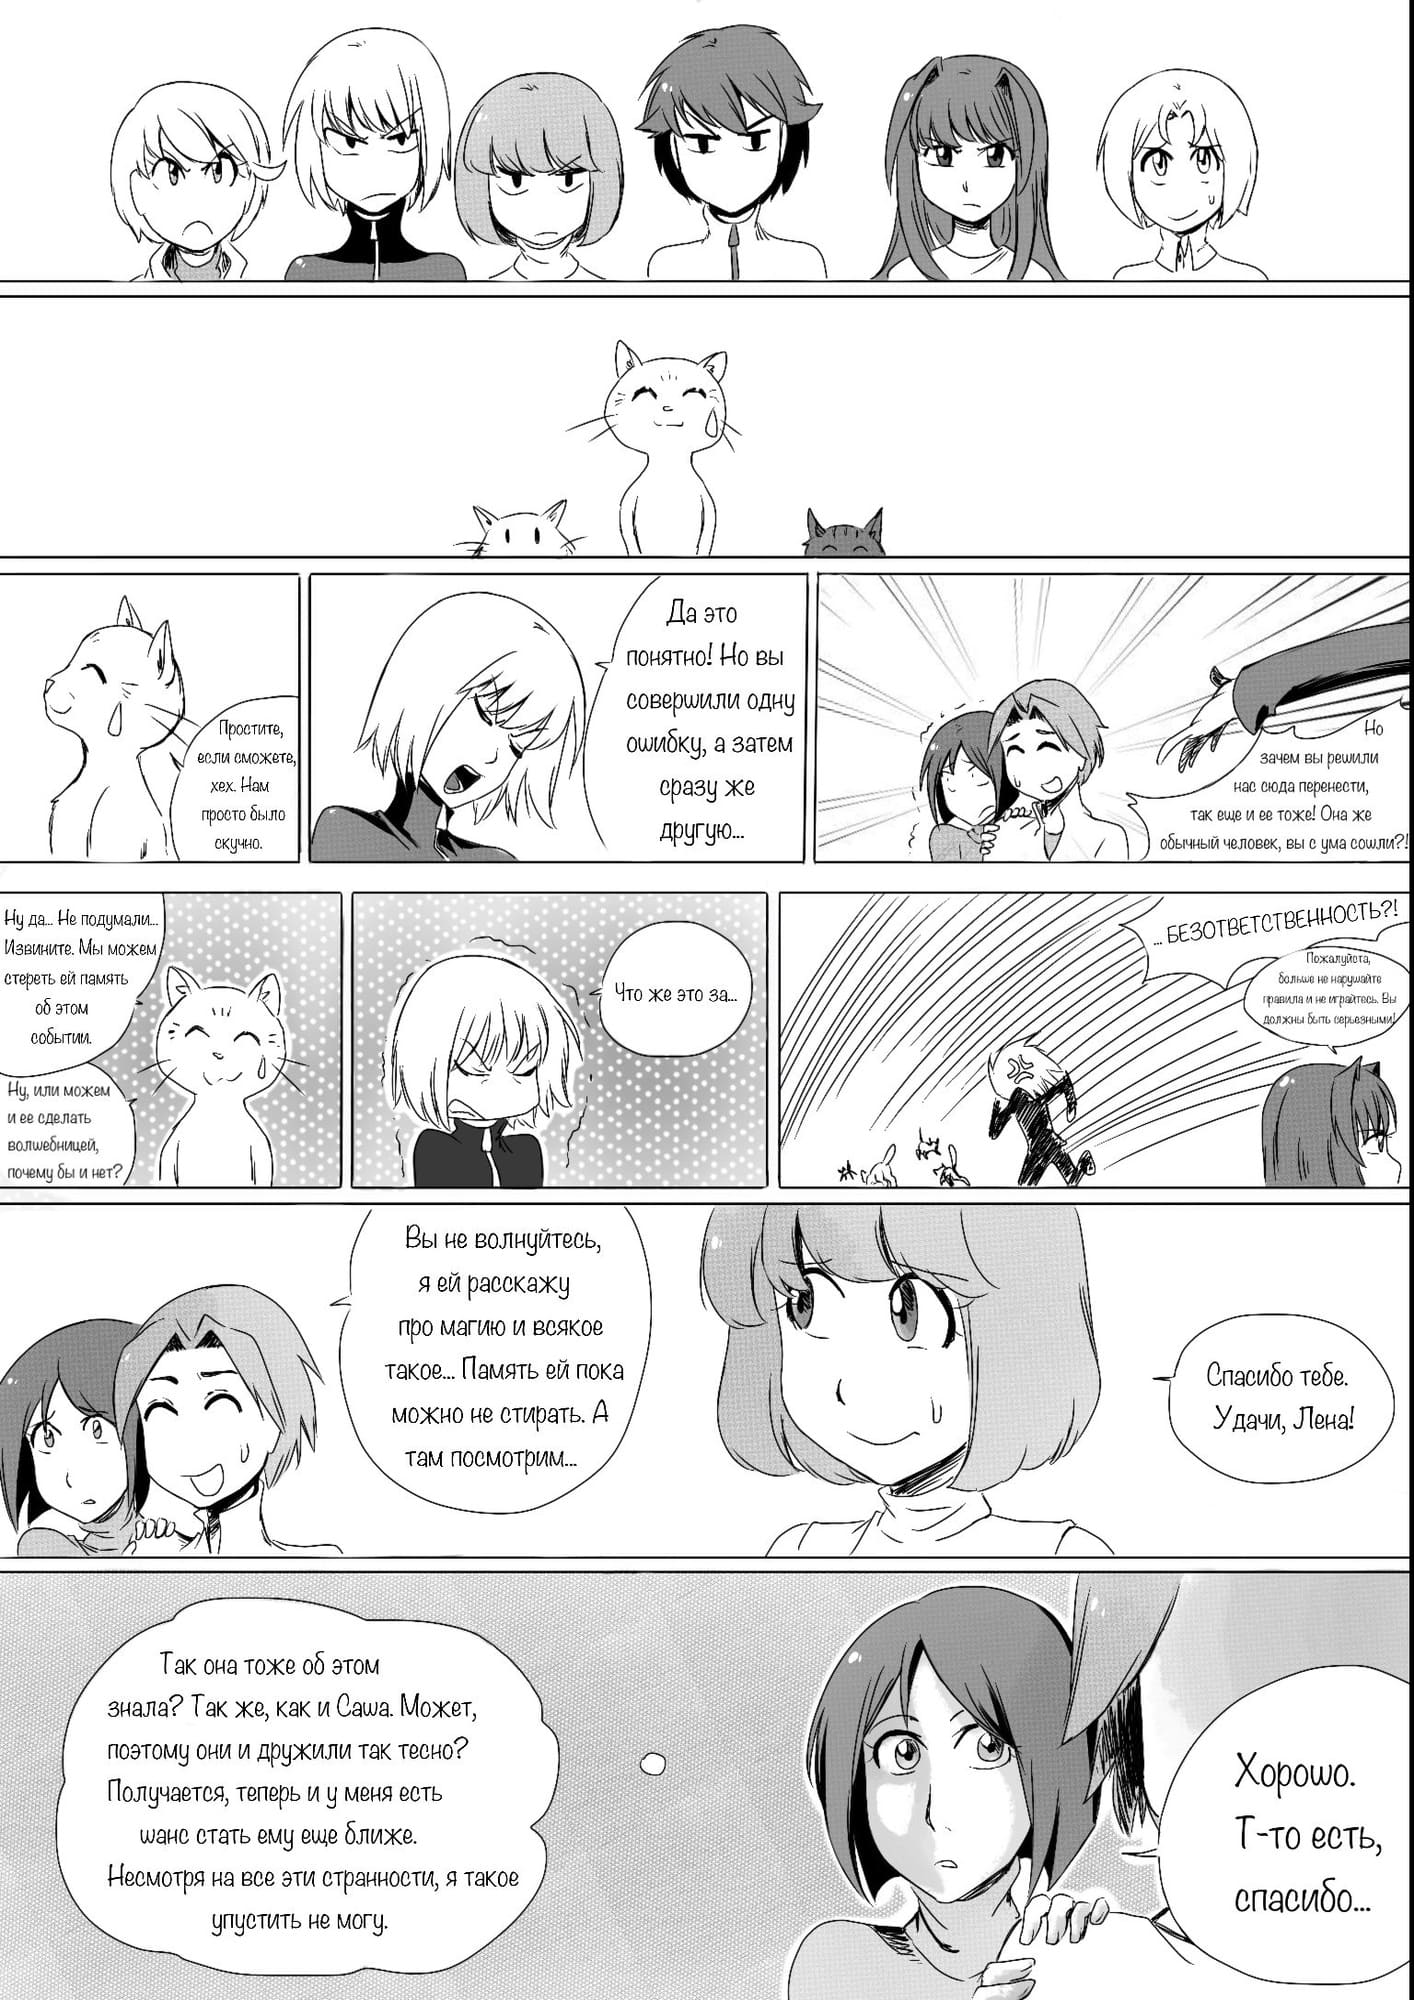 Простите,
если сможете,
хех. Нам
просто было
скучно.
Да это
понятно! Но вы
совершили одну
ошибку, а затем
сразу же
другую...
Но
зачем вы решили
нас сюда перенести,
так еще и ее тоже! Она же
обычный человек, вы с ума сошли?!
Ну да... Не подумали...
Извините. Мы можем
стереть ей память
об этом
событии.
Ну, или можем
и ее сделать
волшебницей,
почему бы и нет?
Что же это за...
... БЕЗОТВЕТСТВЕННОСТЬ?!
Пожалуйста,
больше не нарушайте
правила и не играйтесь. Вы
должны быть серьезными!
Вы не волнуйтесь,
я ей расскажу
про магию и всякое
такое... Память ей пока
можно не стирать. А
там посмотрим...
Спасибо тебе.
Удачи, Лена!
Так она тоже об этом
знала? Так же, как и Саша. Может,
поэтому они и дружили так тесно?
Получается, теперь и у меня есть
шанс стать ему еще ближе.
Несмотря на все эти странности, я такое
упустить не могу.
Хорошо.
Т-то есть,
спасибо...